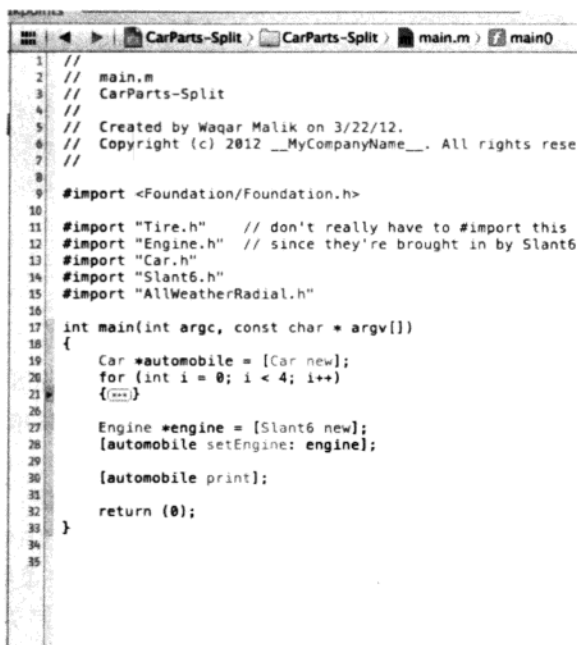 CarParts-Split 〉 CarParts-Split 〉 main.m 〉 main()
1 //
2 // main.m
3 // CarParts-Split
4 //
5 // Created by Waqar Malik on 3/22/12.
6 // Copyright (c) 2012 __MyCompanyName__. All rights rese
7 //
8
9 #import <Foundation/Foundation.h>
10
11 #import "Tire.h" // don't really have to #import this
12 #import "Engine.h" // since they're brought in by Slant6
13 #import "Car.h"
14 #import "Slant6.h"
15 #import "AllWeatherRadial.h"
16
17 int main(int argc, const char * argv[])
18 {
19 Car *automobile = [Car new];
20 for (int i = 0; i < 4; i++)
21 {...}
26
27 Engine *engine = [Slant6 new];
28 [automobile setEngine: engine];
29
30 [automobile print];
31
32 return (0);
33 }
34
35